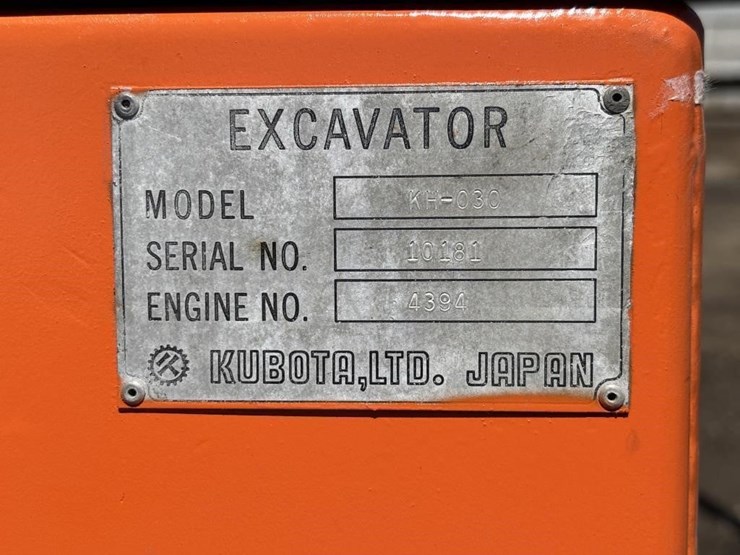 EXCAVATOR
MODEL KH-030
SERIAL NO. 10181
ENGINE NO. 4394
KUBOTA,LTD. JAPAN